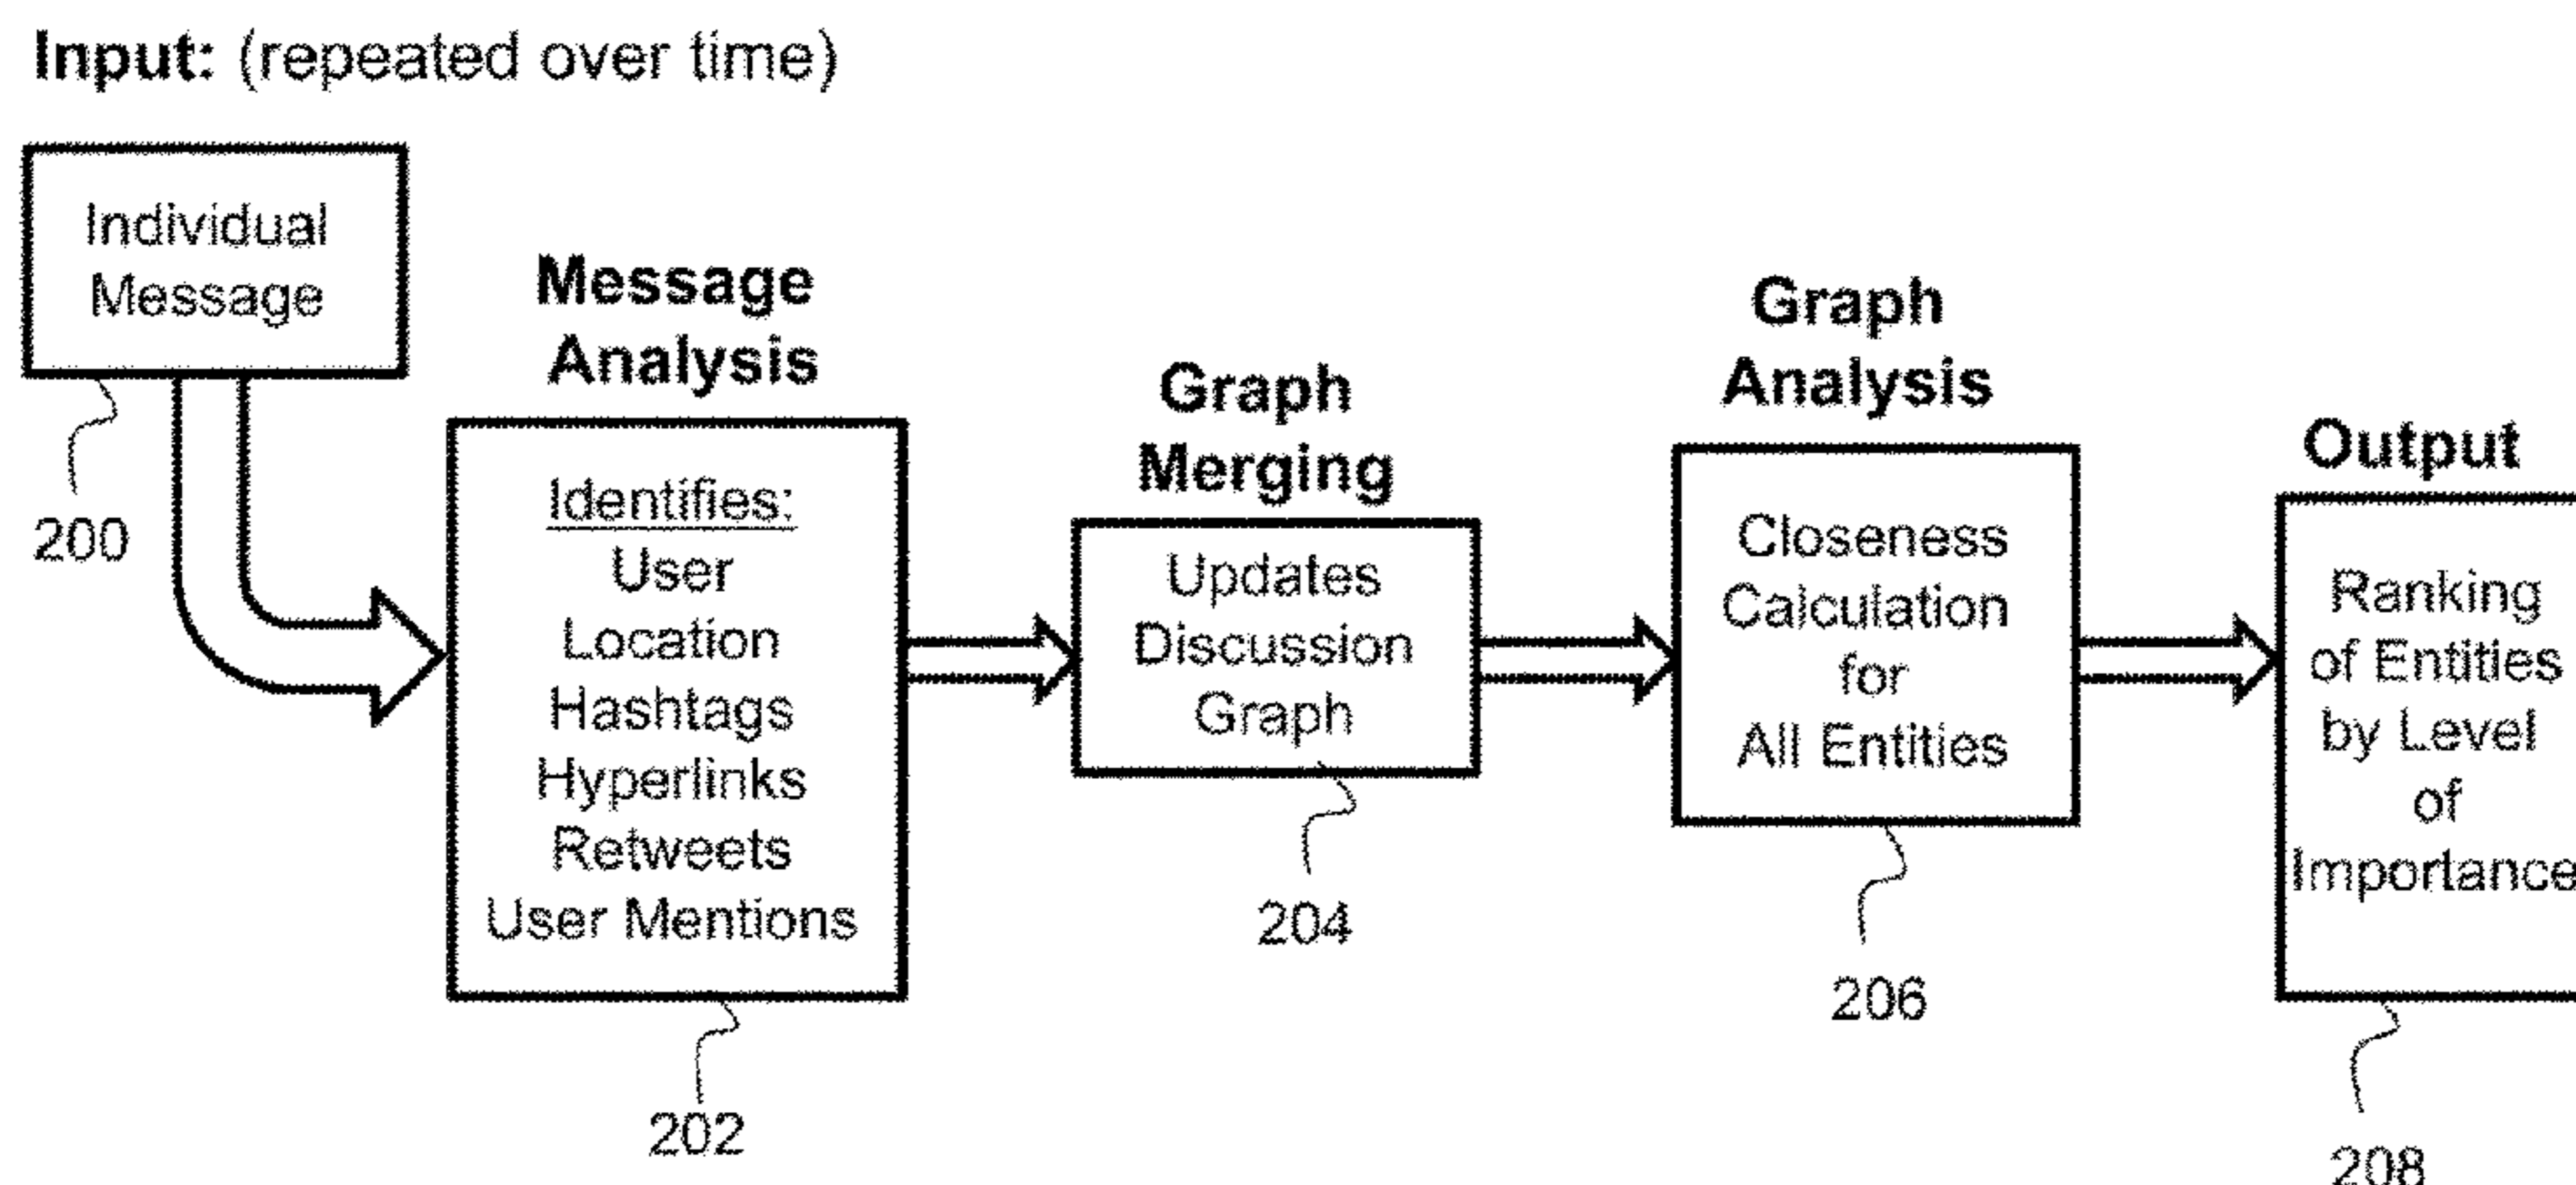 Input: (repeated over time)
Individual
Message
200
Message
Analysis
Identifies:
User
Location
Hashtags
Hyperlinks
Retweets
User Mentions
202
Graph
Merging
Updates
Discussion
Graph
204
Graph
Analysis
Closeness
Calculation
for
All Entities
206
Output
Ranking
of Entities
by Level
of
Importance
208